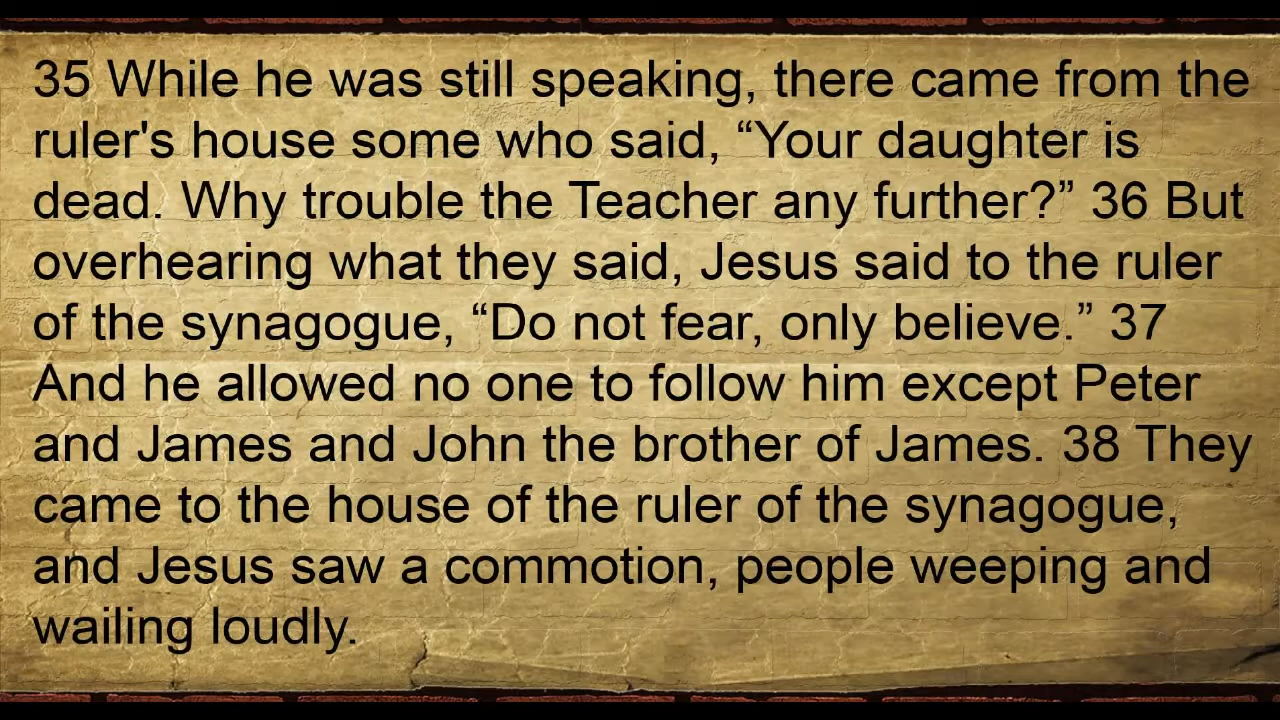 35 While he was still speaking, there came from the
ruler's house some who said, “Your daughter is
dead. Why trouble the Teacher any further?” 36 But
overhearing what they said, Jesus said to the ruler
of the synagogue, “Do not fear, only believe.” 37
And he allowed no one to follow him except Peter
and James and John the brother of James. 38 They
came to the house of the ruler of the synagogue,
and Jesus saw a commotion, people weeping and
wailing loudly.